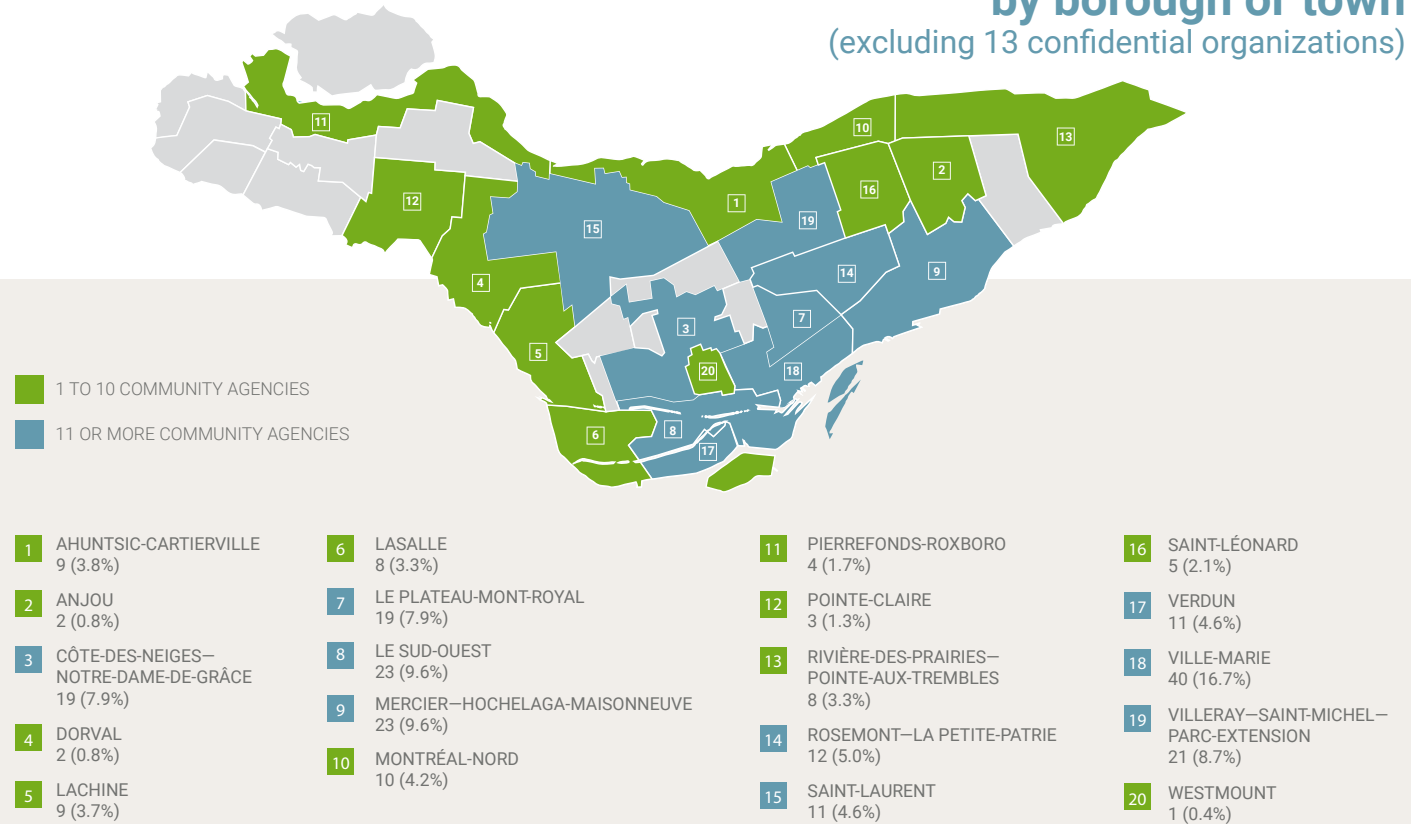 by borough or town
(excluding 13 confidential organizations)
11
10
13
12
1
16
2
15
19
4
14
9
3
7
5
20
18
6
8
17
1 TO 10 COMMUNITY AGENCIES
11 OR MORE COMMUNITY AGENCIES
1 AHUNTSIC-CARTIERVILLE
9 (3.8%)
2 ANJOU
2 (0.8%)
3 CÔTE-DES-NEIGES—
NOTRE-DAME-DE-GRÂCE
19 (7.9%)
4 DORVAL
2 (0.8%)
5 LACHINE
9 (3.7%)
6 LASALLE
8 (3.3%)
7 LE PLATEAU-MONT-ROYAL
19 (7.9%)
8 LE SUD-OUEST
23 (9.6%)
9 MERCIER—HOCHELAGA-MAISONNEUVE
23 (9.6%)
10 MONTRÉAL-NORD
10 (4.2%)
11 PIERREFONDS-ROXBORO
4 (1.7%)
12 POINTE-CLAIRE
3 (1.3%)
13 RIVIÈRE-DES-PRAIRIES—
POINTE-AUX-TREMBLES
8 (3.3%)
14 ROSEMONT—LA PETITE-PATRIE
12 (5.0%)
15 SAINT-LAURENT
11 (4.6%)
16 SAINT-LÉONARD
5 (2.1%)
17 VERDUN
11 (4.6%)
18 VILLE-MARIE
40 (16.7%)
19 VILLERAY—SAINT-MICHEL—
PARC-EXTENSION
21 (8.7%)
20 WESTMOUNT
1 (0.4%)